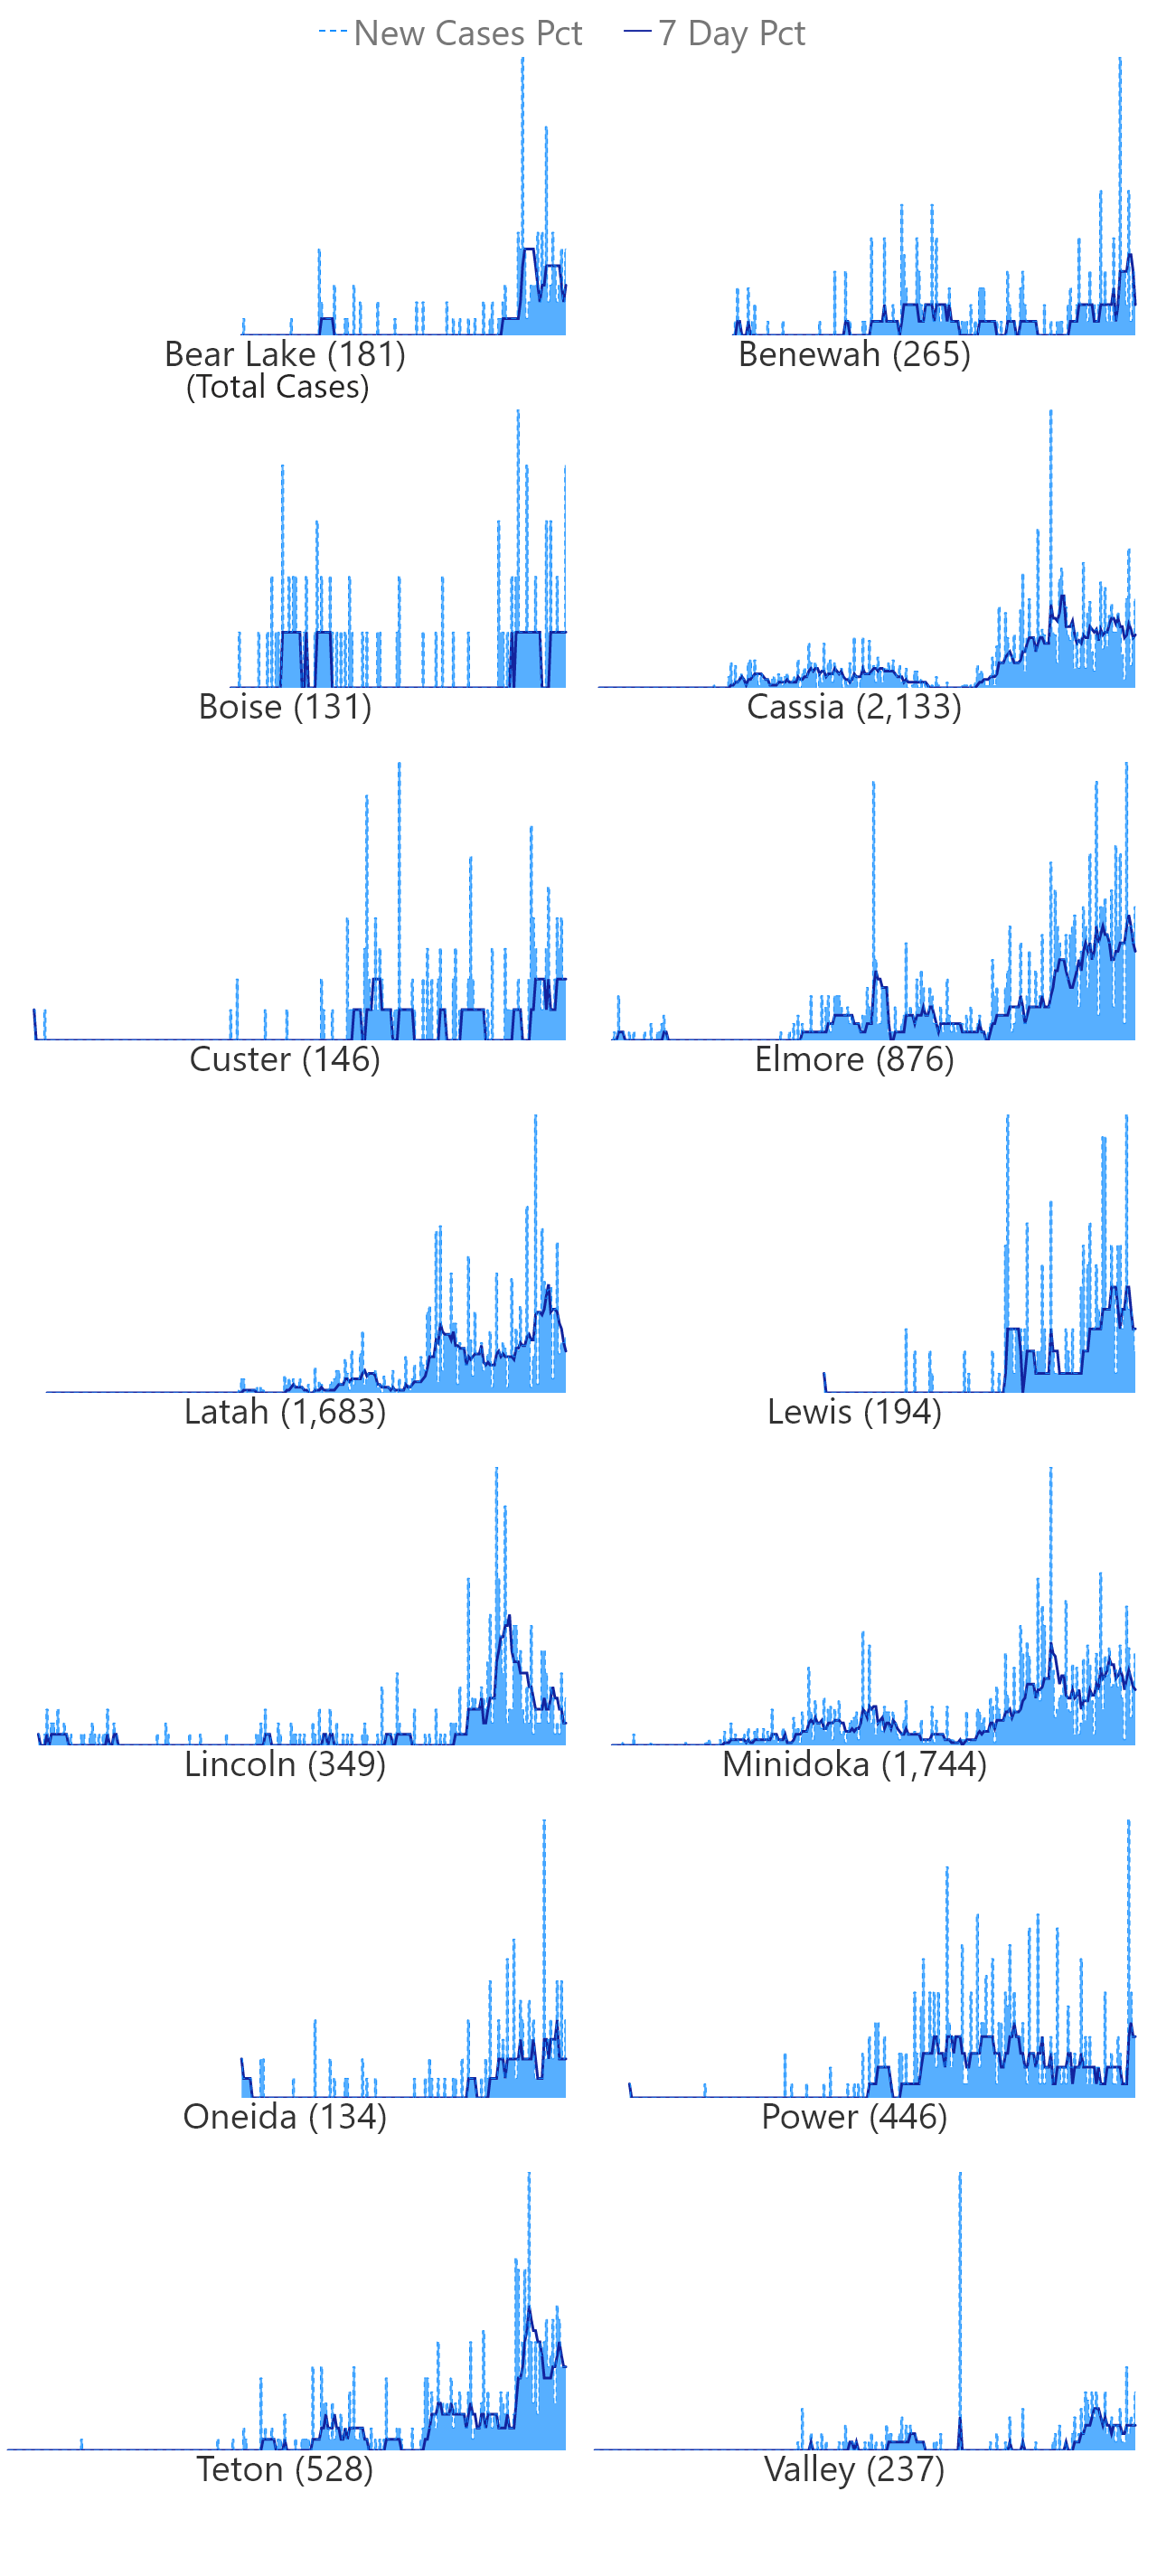 New Cases Pct 7 Day Pct
Bear Lake (181) Benewah (265)
(Total Cases)
Boise (131) Cassia (2,133)
Custer (146) Elmore (876)
Latah (1,683) Lewis (194)
Lincoln (349) Minidoka (1,744)
Oneida (134) Power (446)
Teton (528) Valley (237)